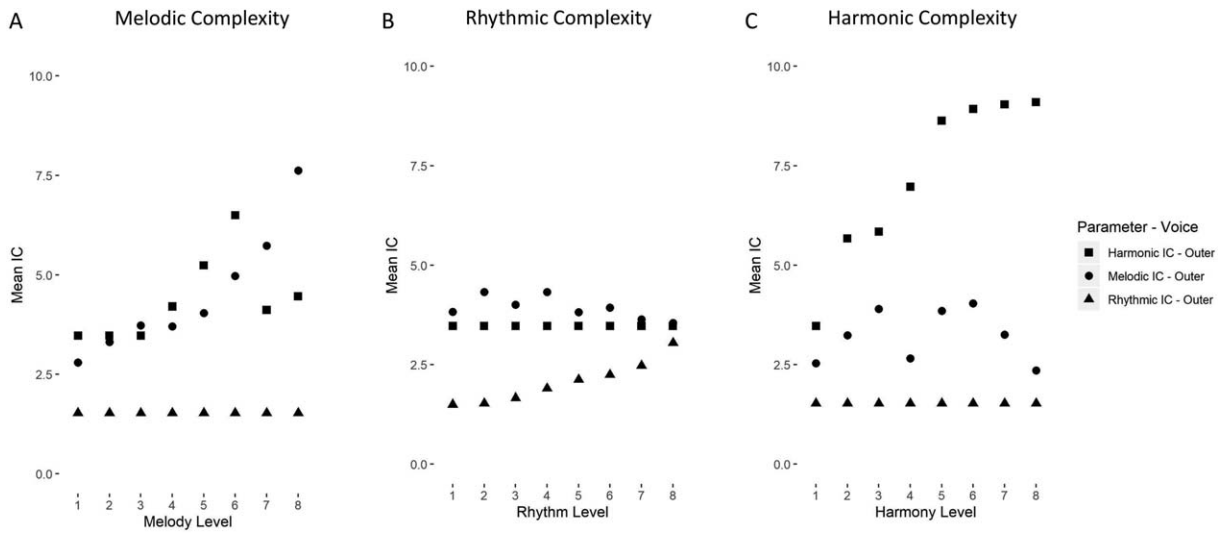 A Melodic Complexity
B Rhythmic Complexity
C Harmonic Complexity
Mean IC
10.0
7.5
5.0
2.5
0.0
1 2 3 4 5 6 7 8
Melody Level
Mean IC
10.0
7.5
5.0
2.5
0.0
1 2 3 4 5 6 7 8
Rhythm Level
Mean IC
10.0
7.5
5.0
2.5
0.0
1 2 3 4 5 6 7 8
Harmony Level
Parameter - Voice
Harmonic IC - Outer
Melodic IC - Outer
Rhythmic IC - Outer